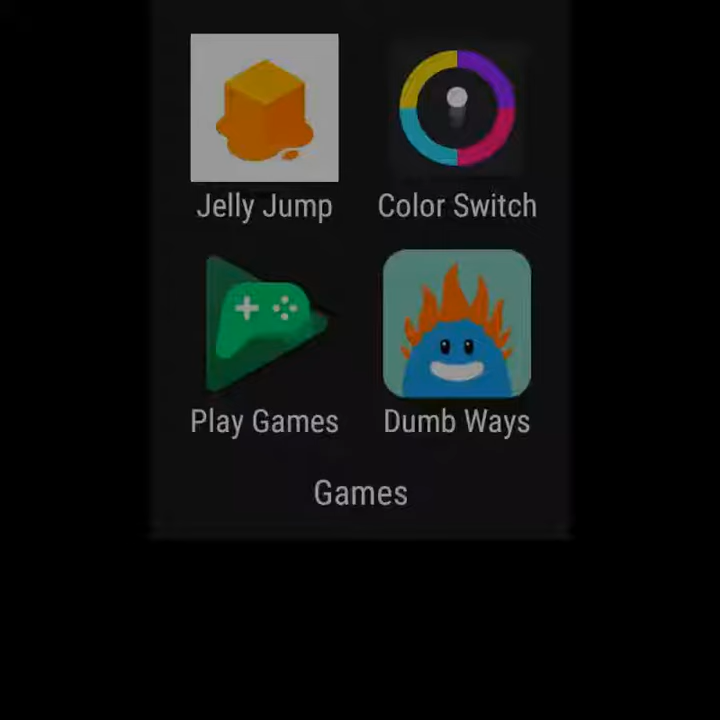 Jelly Jump
Color Switch
Play Games
Dumb Ways
Games